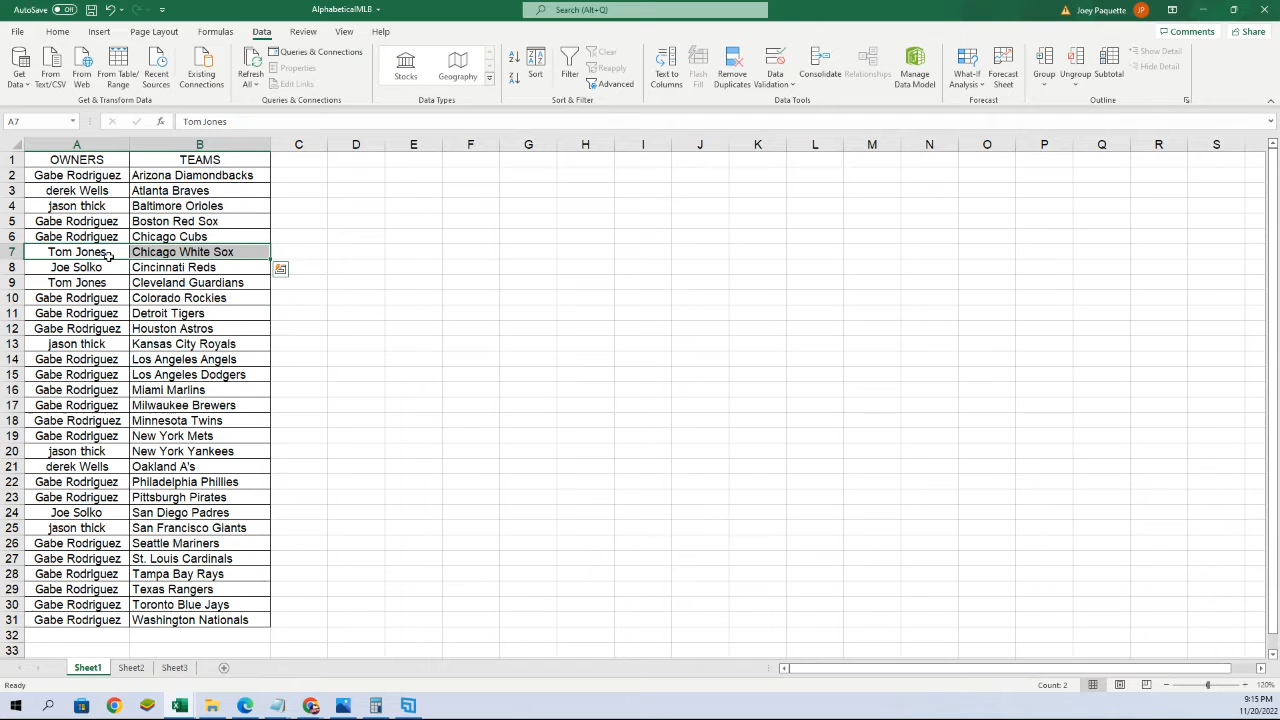 AutoSave Off AlphabeticalMLB Search (Alt+Q) Joey Paquette JP
File Home Insert Page Layout Formulas Data Review View Help Comments Share
Get Data From Text/CSV From Web From Table/ Range Recent Sources Existing Connections
Refresh All Queries & Connections Properties Edit Links
Stocks Geography
Sort Filter Clear Reapply Advanced
Text to Columns Flash Fill Remove Duplicates Data Validation Consolidate Relationships Manage Data Model
What-If Analysis Forecast Sheet Group Ungroup Subtotal Show Detail Hide Detail
Get & Transform Data Queries & Connections Data Types Sort & Filter Data Tools Forecast Outline
A7 fx Tom Jones
A B C D E F G H I J K L M N O P Q R S
1 OWNERS TEAMS
2 Gabe Rodriguez Arizona Diamondbacks
3 derek Wells Atlanta Braves
4 jason thick Baltimore Orioles
5 Gabe Rodriguez Boston Red Sox
6 Gabe Rodriguez Chicago Cubs
7 Tom Jones Chicago White Sox
8 Joe Solko Cincinnati Reds
9 Tom Jones Cleveland Guardians
10 Gabe Rodriguez Colorado Rockies
11 Gabe Rodriguez Detroit Tigers
12 Gabe Rodriguez Houston Astros
13 jason thick Kansas City Royals
14 Gabe Rodriguez Los Angeles Angels
15 Gabe Rodriguez Los Angeles Dodgers
16 Gabe Rodriguez Miami Marlins
17 Gabe Rodriguez Milwaukee Brewers
18 Gabe Rodriguez Minnesota Twins
19 Gabe Rodriguez New York Mets
20 jason thick New York Yankees
21 derek Wells Oakland A's
22 Gabe Rodriguez Philadelphia Phillies
23 Gabe Rodriguez Pittsburgh Pirates
24 Joe Solko San Diego Padres
25 jason thick San Francisco Giants
26 Gabe Rodriguez Seattle Mariners
27 Gabe Rodriguez St. Louis Cardinals
28 Gabe Rodriguez Tampa Bay Rays
29 Gabe Rodriguez Texas Rangers
30 Gabe Rodriguez Toronto Blue Jays
31 Gabe Rodriguez Washington Nationals
32
33
Sheet1 Sheet2 Sheet3
Ready Count: 2 120%
9:15 PM
11/20/2022